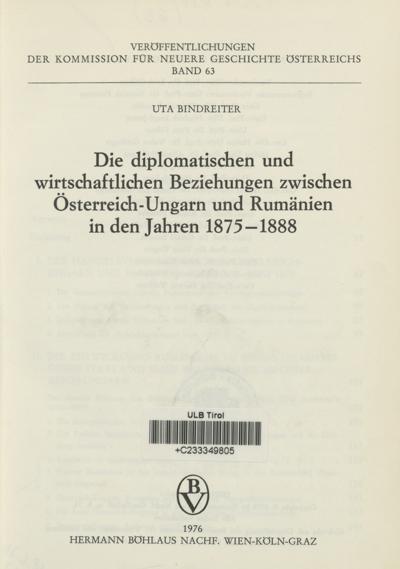 VERÖFFENTLICHUNGEN
DER KOMMISSION FÜR NEUERE GESCHICHTE ÖSTERREICHS
BAND 63
UTA BINDREITER
Die diplomatischen und
wirtschaftlichen Beziehungen zwischen
Österreich-Ungarn und Rumänien
in den Jahren 1875–1888
ULB Tirol
+C233349805
BV
1976
HERMANN BÖHLAUS NACHF. WIEN-KÖLN-GRAZ